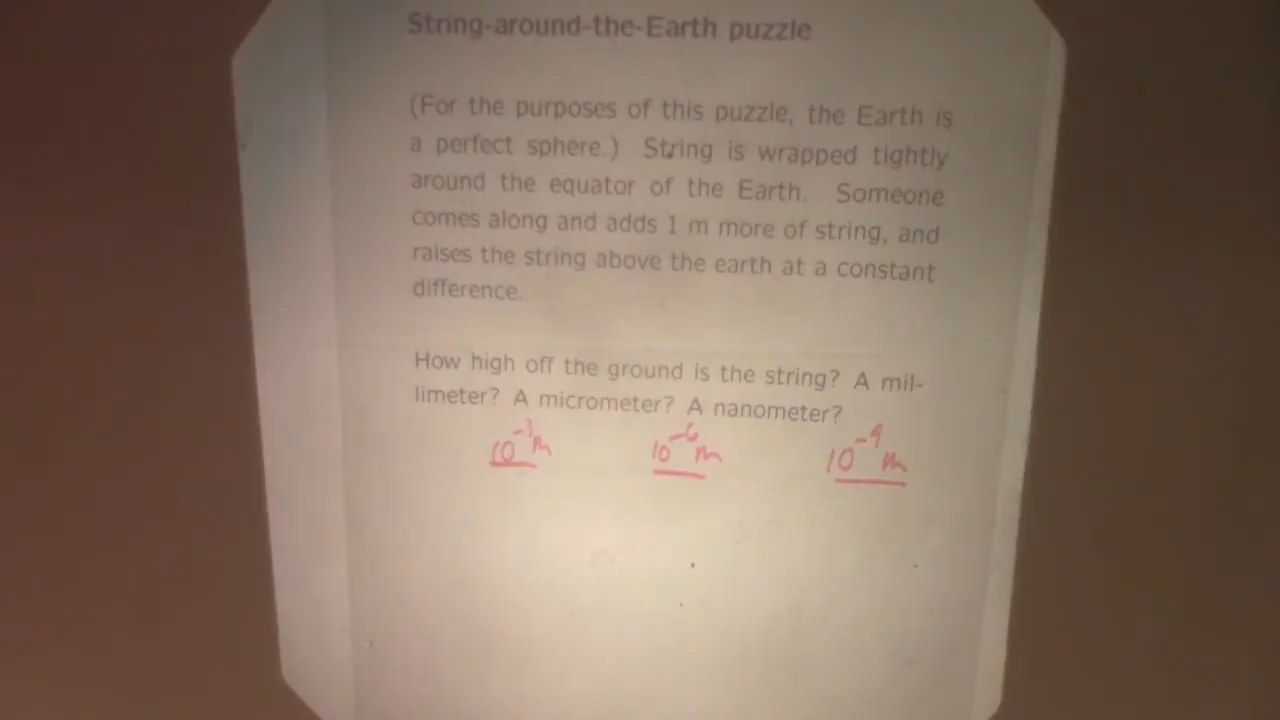 String-around-the-Earth puzzle
(For the purposes of this puzzle, the Earth is
a perfect sphere.) String is wrapped tightly
around the equator of the Earth. Someone
comes along and adds 1 m more of string, and
raises the string above the earth at a constant
difference.
How high off the ground is the string? A mil-
limeter? A micrometer? A nanometer?
10⁻³ m 10⁻⁶ m 10⁻⁹ m